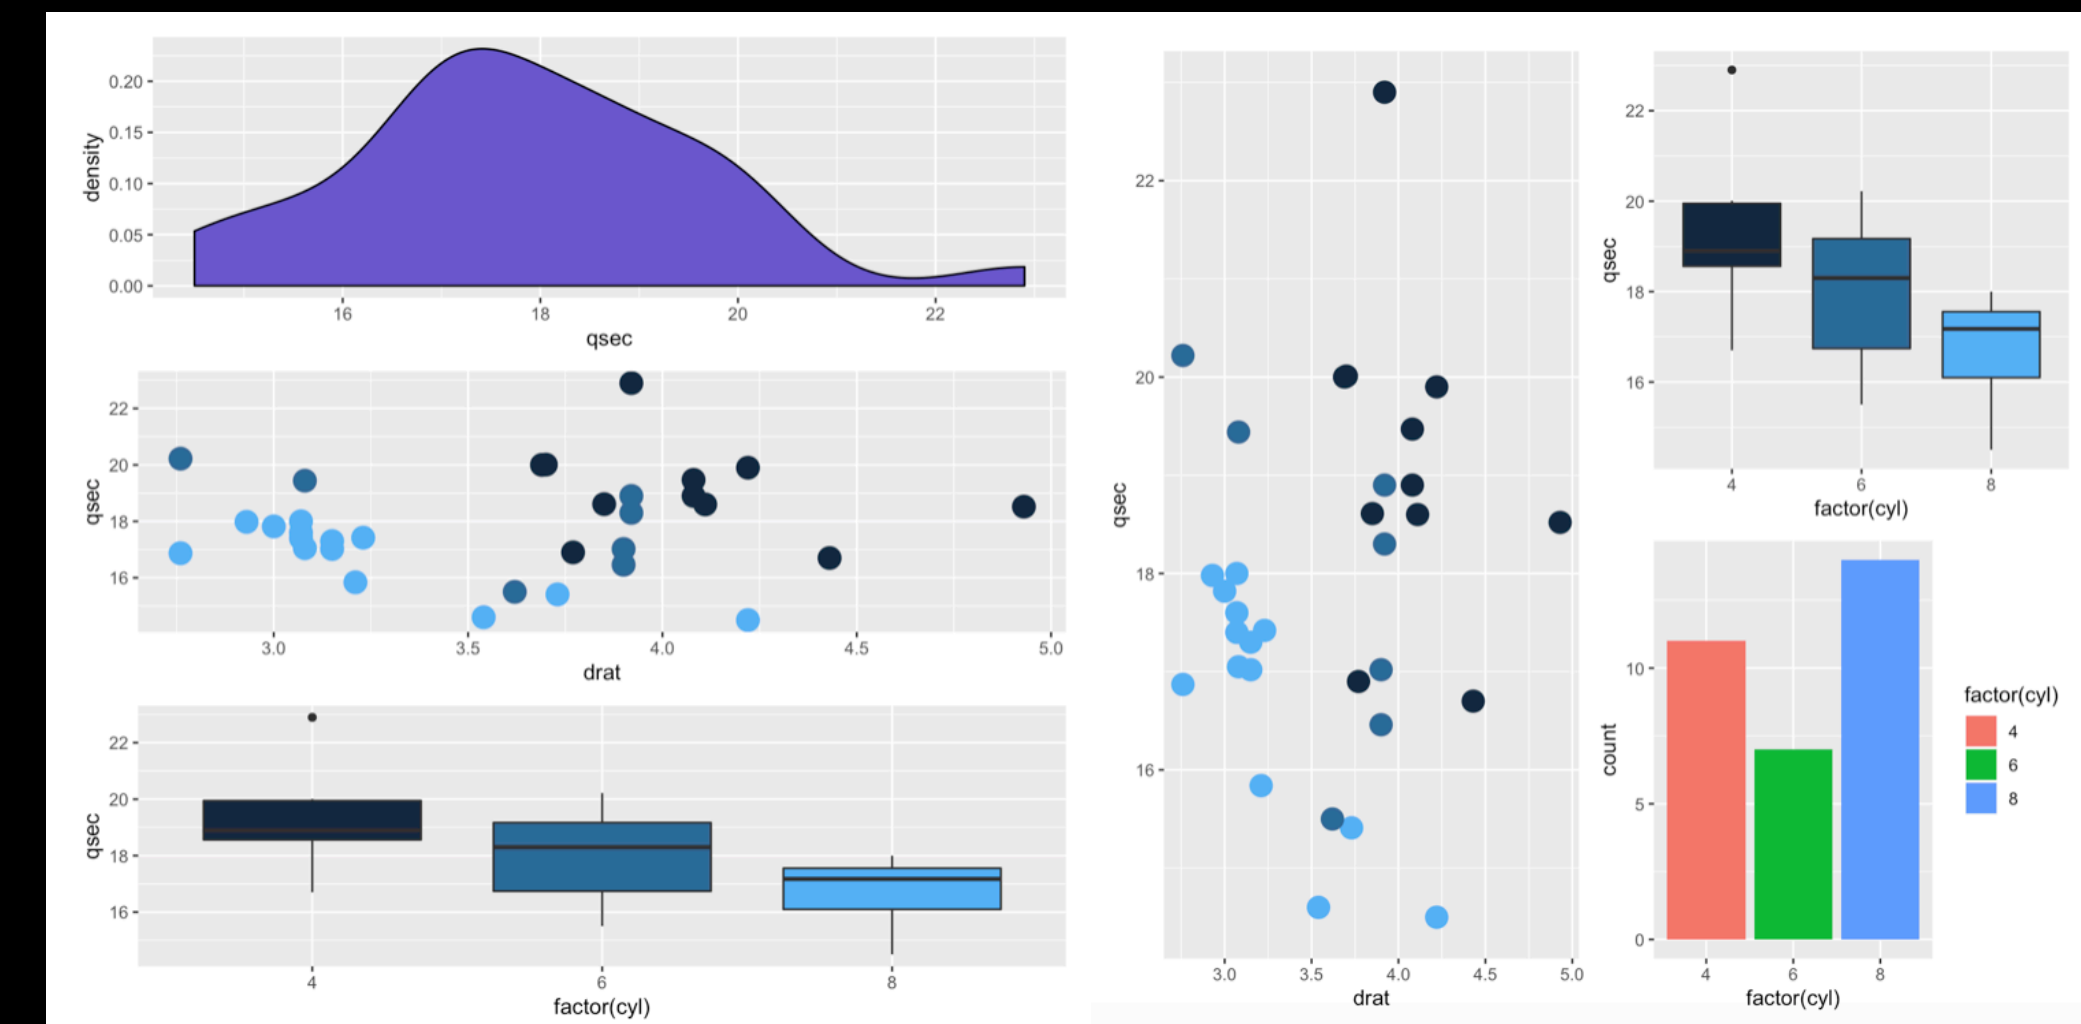 density
0.20
0.15
0.10
0.05
0.00
16 18 20 22
qsec
qsec
22
20
18
16
3.0 3.5 4.0 4.5 5.0
drat
qsec
22
20
18
16
4 6 8
factor(cyl)
qsec
22
20
18
16
3.0 3.5 4.0 4.5 5.0
drat
qsec
22
20
18
16
4 6 8
factor(cyl)
count
10
5
0
4 6 8
factor(cyl)
factor(cyl)
4
6
8